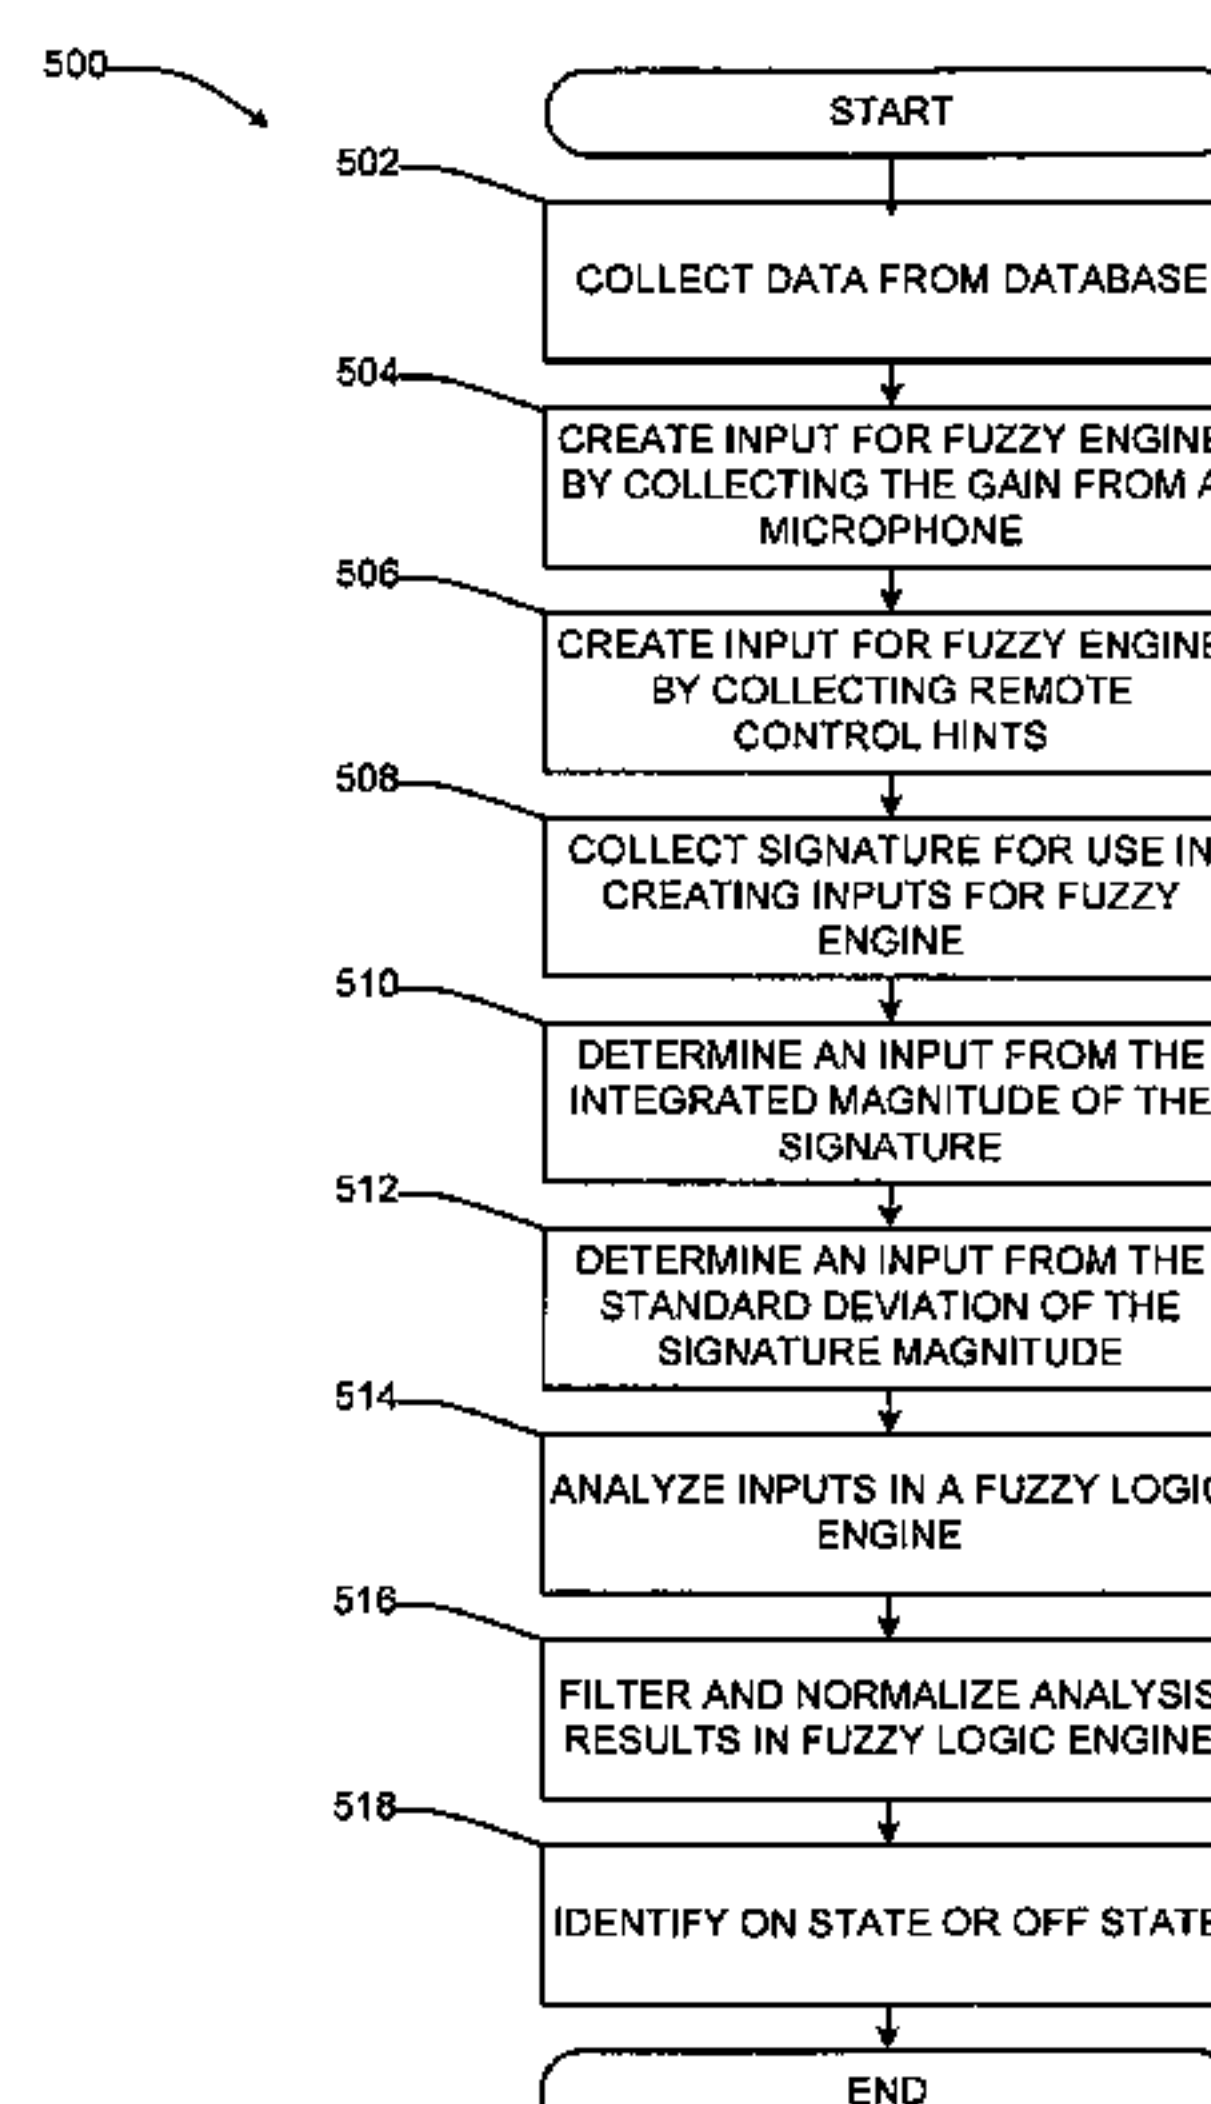 500
START
502
COLLECT DATA FROM DATABASE
504
CREATE INPUT FOR FUZZY ENGINE
BY COLLECTING THE GAIN FROM A
MICROPHONE
506
CREATE INPUT FOR FUZZY ENGINE
BY COLLECTING REMOTE
CONTROL HINTS
508
COLLECT SIGNATURE FOR USE IN
CREATING INPUTS FOR FUZZY
ENGINE
510
DETERMINE AN INPUT FROM THE
INTEGRATED MAGNITUDE OF THE
SIGNATURE
512
DETERMINE AN INPUT FROM THE
STANDARD DEVIATION OF THE
SIGNATURE MAGNITUDE
514
ANALYZE INPUTS IN A FUZZY LOGIC
ENGINE
516
FILTER AND NORMALIZE ANALYSIS
RESULTS IN FUZZY LOGIC ENGINE
518
IDENTIFY ON STATE OR OFF STATE
END